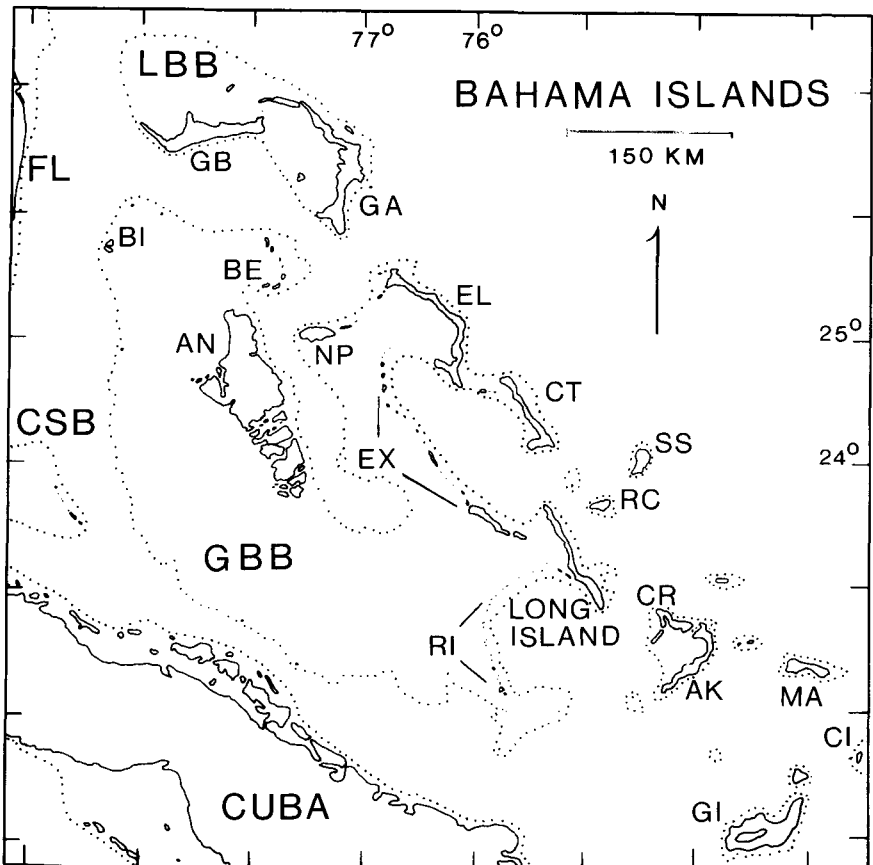 77° 76°
LBB
BAHAMA ISLANDS
150 KM
FL
GB
GA
N
BI
BE
EL
25°
AN
NP
CT
CSB
SS
24°
EX
RC
GBB
CR
LONG
ISLAND
RI
AK
MA
CI
CUBA
GI